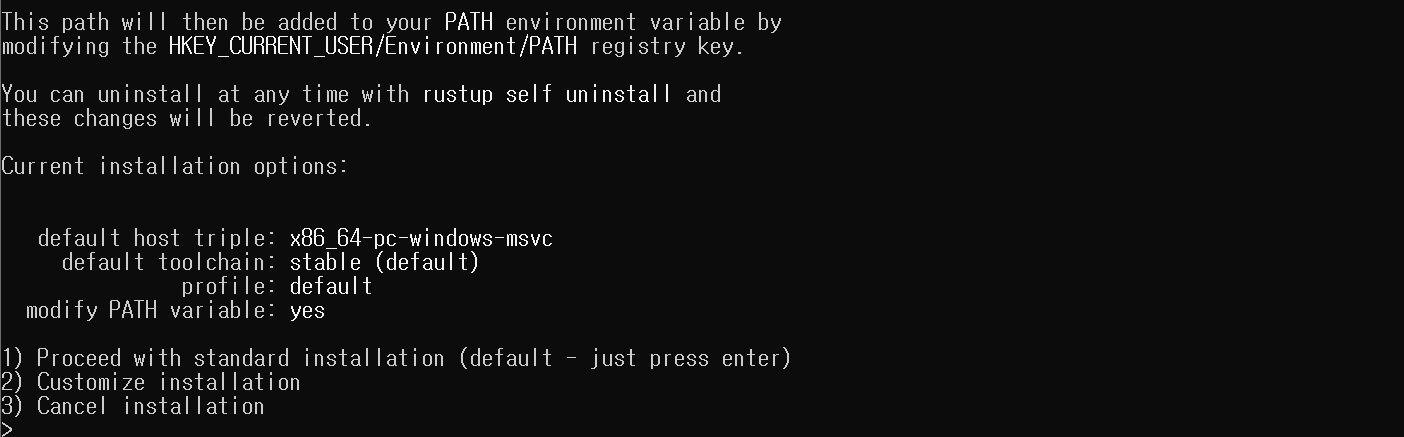 This path will then be added to your PATH environment variable by
modifying the HKEY_CURRENT_USER/Environment/PATH registry key.
You can uninstall at any time with rustup self uninstall and
these changes will be reverted.
Current installation options:
default host triple: x86_64-pc-windows-msvc
default toolchain: stable (default)
profile: default
modify PATH variable: yes
1) Proceed with standard installation (default - just press enter)
2) Customize installation
3) Cancel installation
>